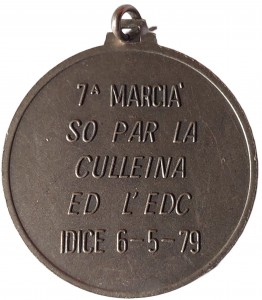 7ª MARCIA'
SO PAR LA
CULLEINA
ED L'EDC
IDICE 6-5-79